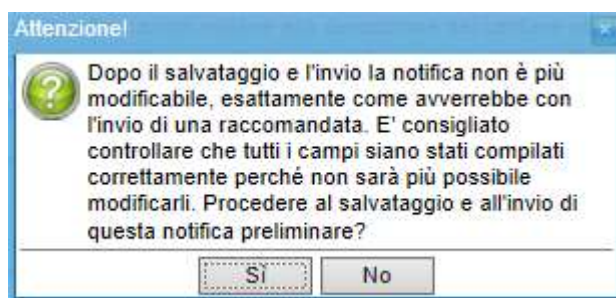 Attenzione!
Dopo il salvataggio e l'invio la notifica non è più
modificabile, esattamente come avverrebbe con
l'invio di una raccomandata. E' consigliato
controllare che tutti i campi siano stati compilati
correttamente perché non sarà più possibile
modificarli. Procedere al salvataggio e all'invio di
questa notifica preliminare?
Sì No